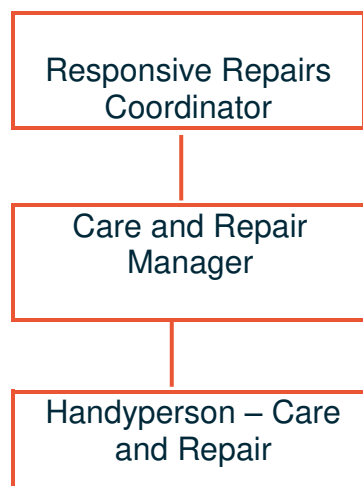 Responsive Repairs
Coordinator
Care and Repair
Manager
Handyperson – Care
and Repair